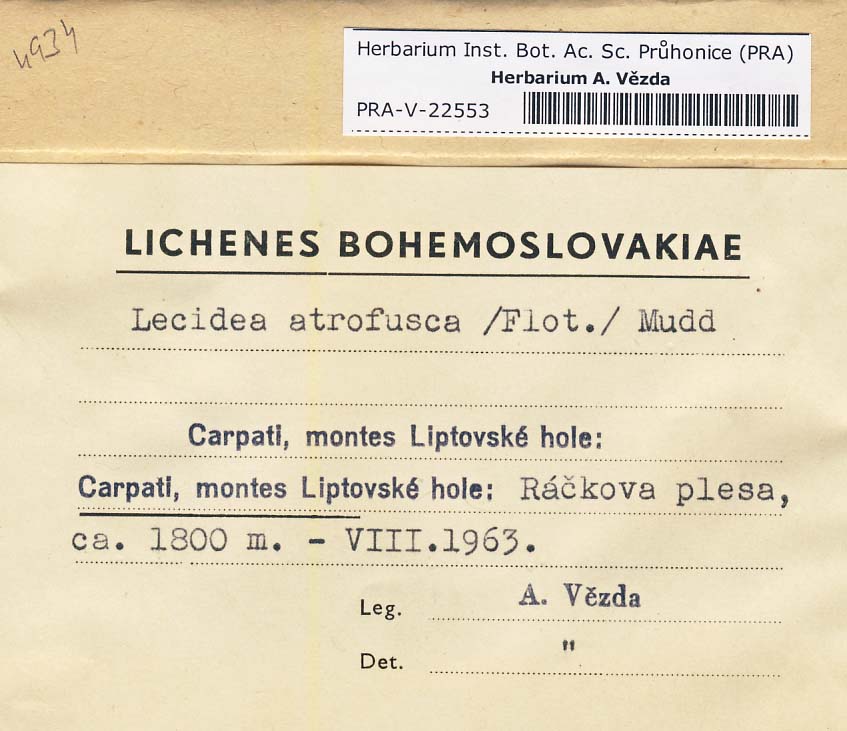 4934
Herbarium Inst. Bot. Ac. Sc. Průhonice (PRA)
Herbarium A. Vězda
PRA-V-22553
LICHENES BOHEMOSLOVAKIAE
Lecidea atrofusca /Flot./ Mudd
Carpati, montes Liptovské hole:
Carpati, montes Liptovské hole: Ráčkova plesa,
ca. 1800 m. - VIII.1963.
Leg. A. Vězda
Det. "